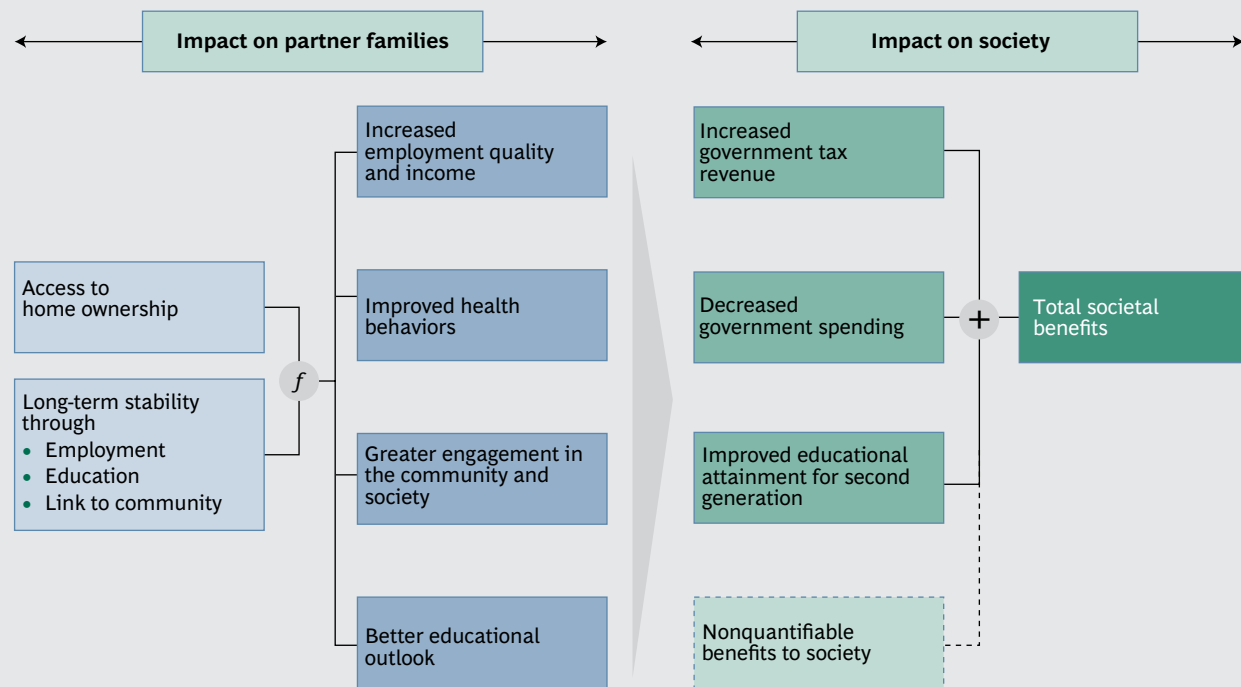 Impact on partner families
Impact on society
Access to
home ownership
Long-term stability
through
• Employment
• Education
• Link to community
f
Increased
employment quality
and income
Improved health
behaviors
Greater engagement in
the community and
society
Better educational
outlook
Increased
government tax
revenue
Decreased
government spending
Improved educational
attainment for second
generation
Nonquantifiable
benefits to society
+
Total societal
benefits